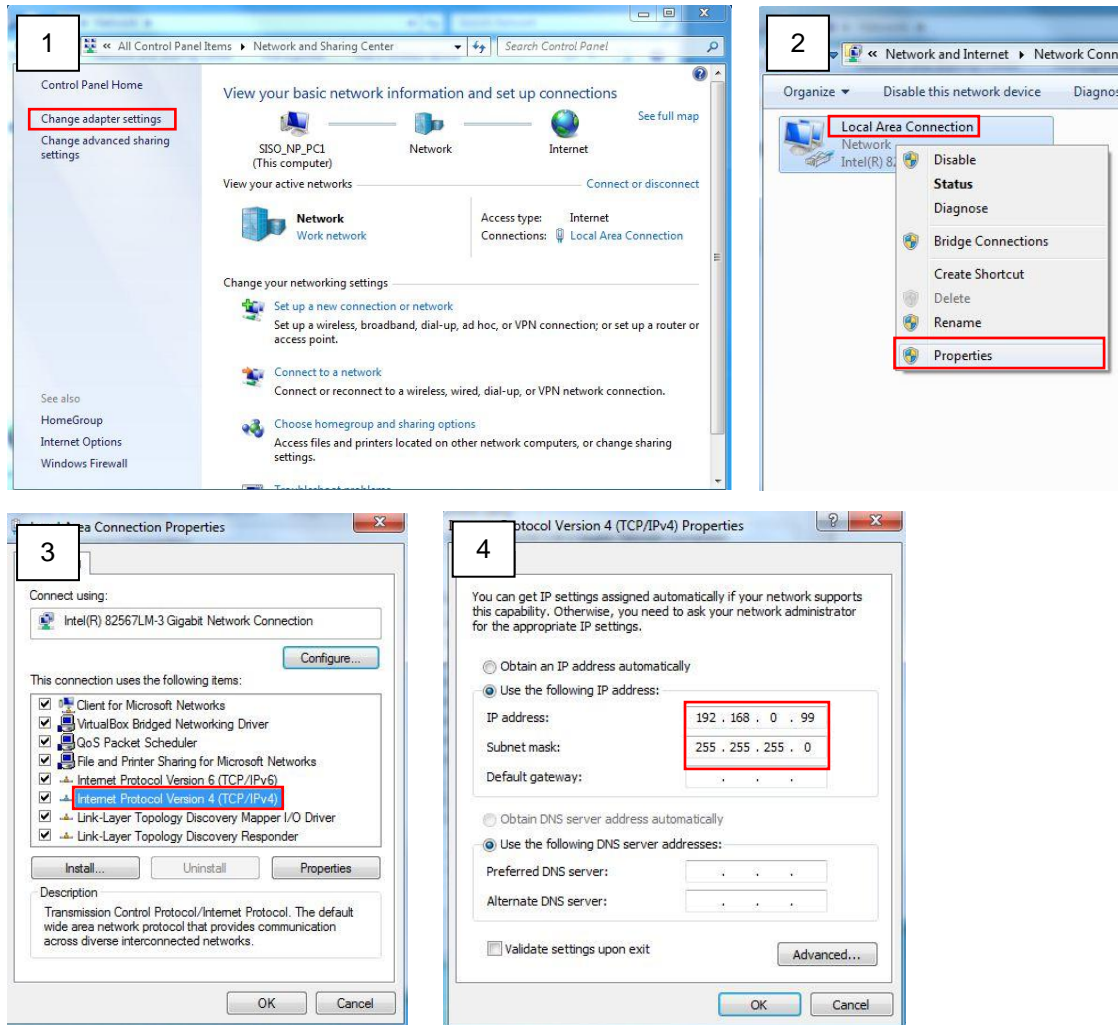 1
« All Control Panel Items ▸ Network and Sharing Center
Search Control Panel
Control Panel Home
Change adapter settings
Change advanced sharing
settings
See also
HomeGroup
Internet Options
Windows Firewall
View your basic network information and set up connections
See full map
SISO_NP_PC1
(This computer)
Network
Internet
View your active networks
Connect or disconnect
Network
Work network
Access type: Internet
Connections: Local Area Connection
Change your networking settings
Set up a new connection or network
Set up a wireless, broadband, dial-up, ad hoc, or VPN connection; or set up a router or
access point.
Connect to a network
Connect or reconnect to a wireless, wired, dial-up, or VPN network connection.
Choose homegroup and sharing options
Access files and printers located on other network computers, or change sharing
settings.
Troubleshoot problems
2
« Network and Internet ▸ Network Conn
Organize Disable this network device Diagnos
Local Area Connection
Network
Intel(R) 82
Disable
Status
Diagnose
Bridge Connections
Create Shortcut
Delete
Rename
Properties
3
ea Connection Properties
Connect using:
Intel(R) 82567LM-3 Gigabit Network Connection
Configure...
This connection uses the following items:
Client for Microsoft Networks
VirtualBox Bridged Networking Driver
QoS Packet Scheduler
File and Printer Sharing for Microsoft Networks
Internet Protocol Version 6 (TCP/IPv6)
Internet Protocol Version 4 (TCP/IPv4)
Link-Layer Topology Discovery Mapper I/O Driver
Link-Layer Topology Discovery Responder
Install... Uninstall Properties
Description
Transmission Control Protocol/Internet Protocol. The default
wide area network protocol that provides communication
across diverse interconnected networks.
OK Cancel
4
otocol Version 4 (TCP/IPv4) Properties
You can get IP settings assigned automatically if your network supports
this capability. Otherwise, you need to ask your network administrator
for the appropriate IP settings.
Obtain an IP address automatically
Use the following IP address:
IP address: 192 . 168 . 0 . 99
Subnet mask: 255 . 255 . 255 . 0
Default gateway: . . .
Obtain DNS server address automatically
Use the following DNS server addresses:
Preferred DNS server: . . .
Alternate DNS server: . . .
Validate settings upon exit
Advanced...
OK Cancel